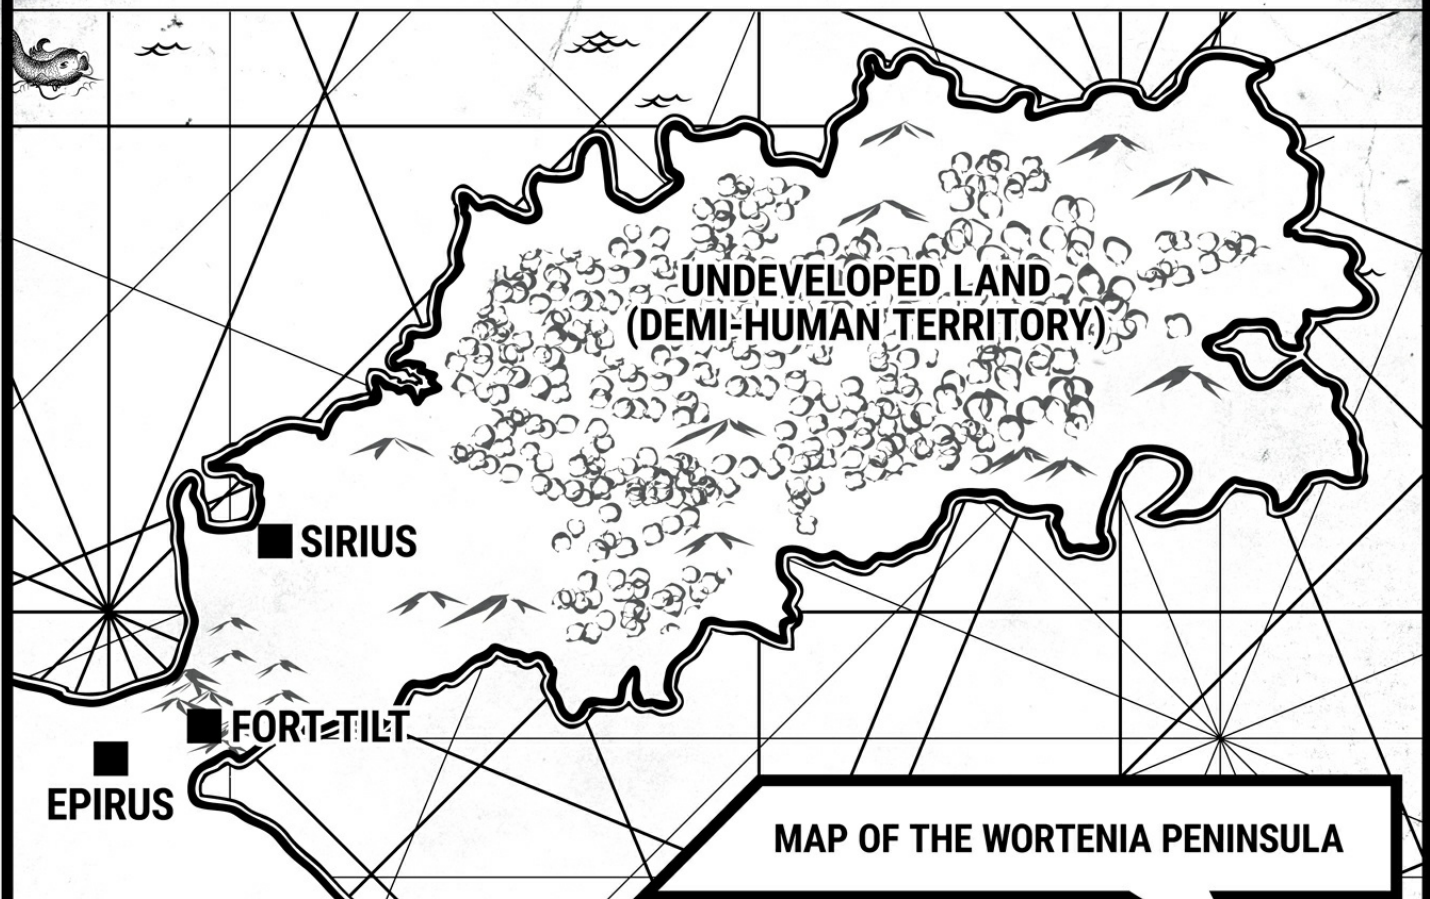 UNDEVELOPED LAND
(DEMI-HUMAN TERRITORY)
SIRIUS
FORT TILT
EPIRUS
MAP OF THE WORTENIA PENINSULA